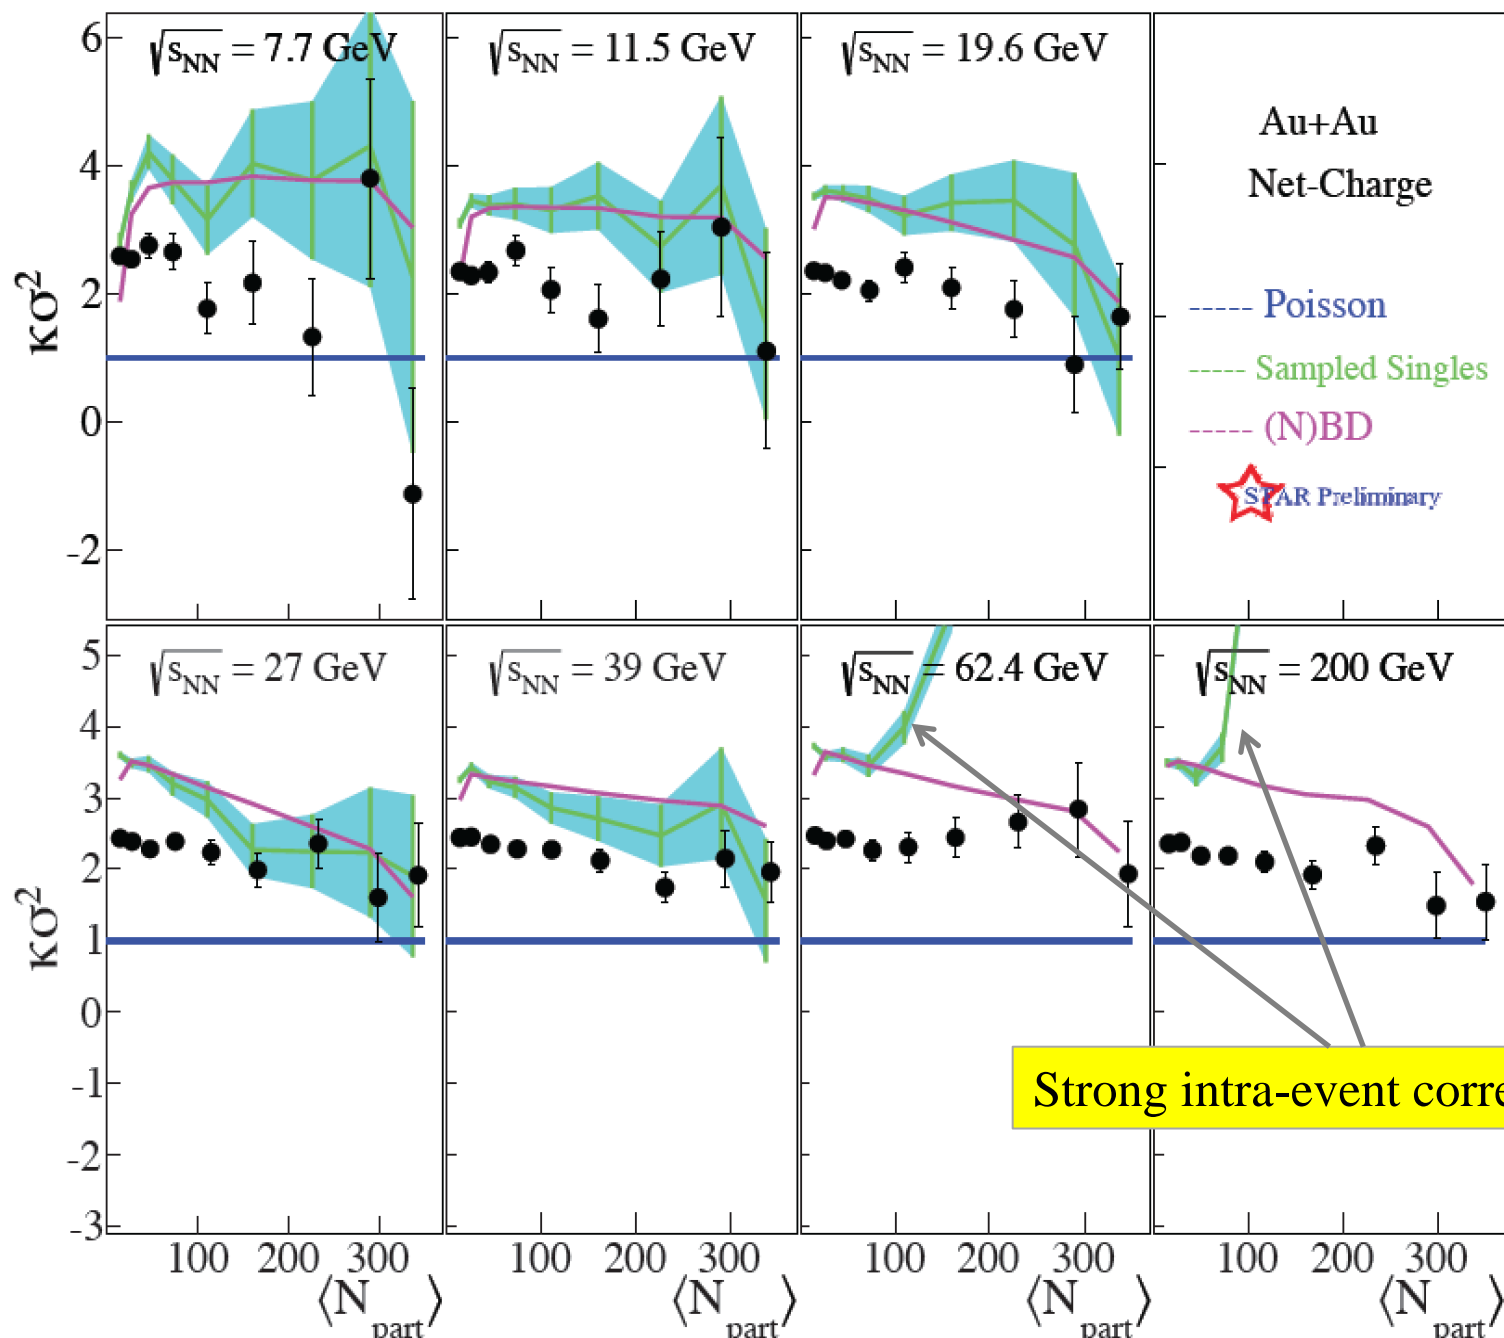 √sNN = 7.7 GeV
√sNN = 11.5 GeV
√sNN = 19.6 GeV
Au+Au
Net-Charge
Poisson
Sampled Singles
(N)BD
STAR Preliminary
κσ²
6
4
2
0
-2
√sNN = 27 GeV
√sNN = 39 GeV
√sNN = 62.4 GeV
√sNN = 200 GeV
κσ²
5
4
3
2
1
0
-1
-2
-3
Strong intra-event corre
100 200 300
100 200 300
100 200 300
100 200 300
⟨Npart⟩
⟨Npart⟩
⟨Npart⟩
⟨Npart⟩